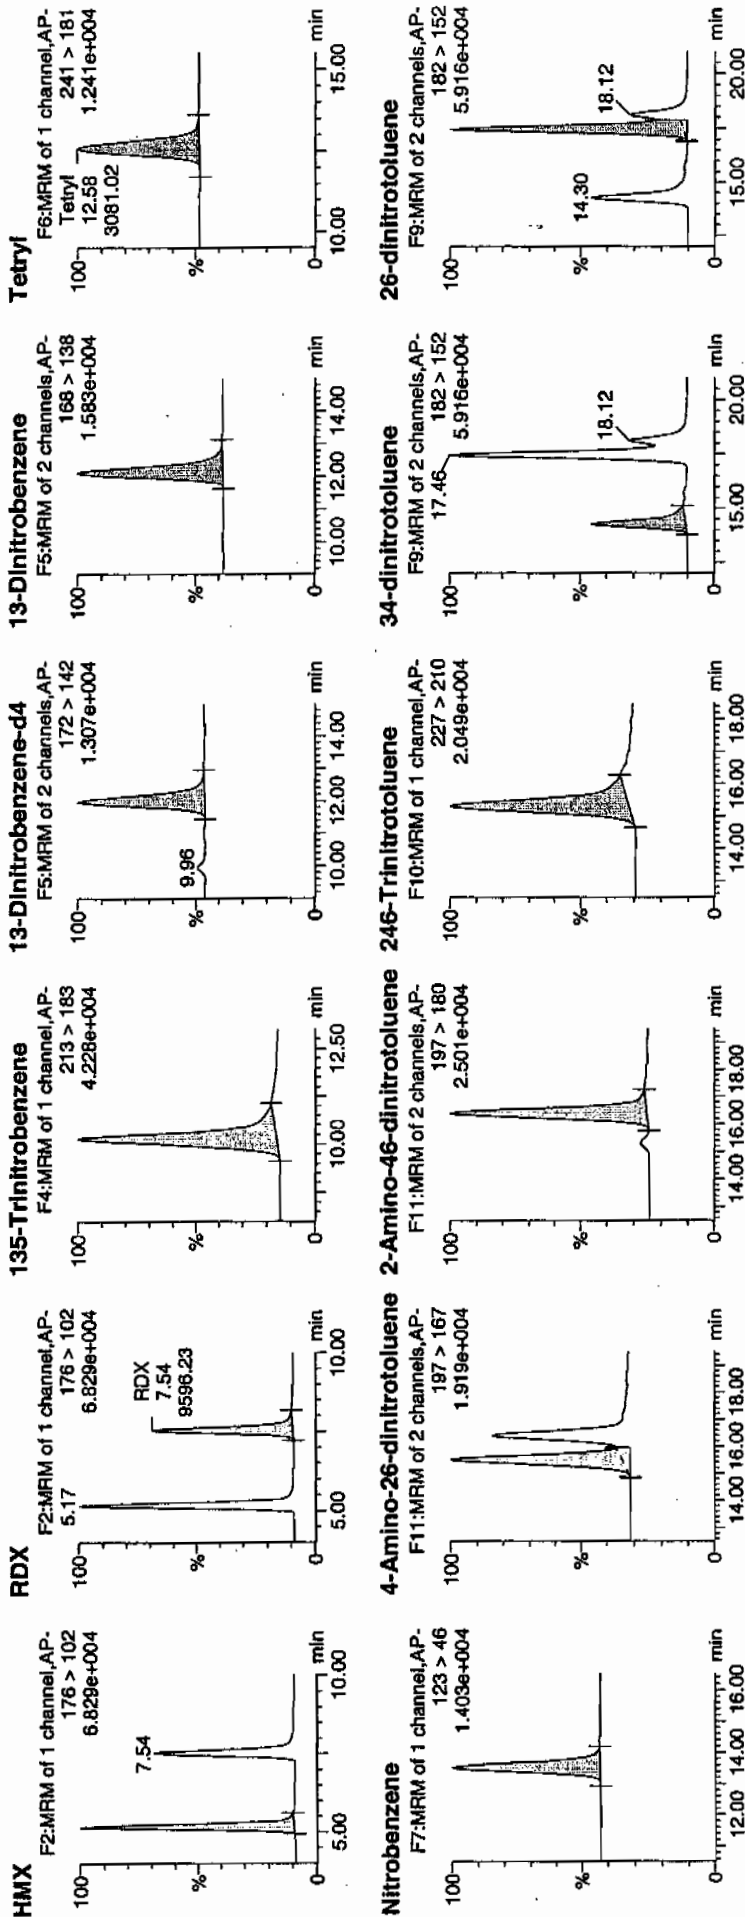 HMX
F2:MRM of 1 channel,AP-
176 > 102
6.829e+004
100
7.54
%
0
5.00
10.00
min
RDX
F2:MRM of 1 channel,AP-
5.17
176 > 102
6.829e+004
100
RDX
7.54
9596.23
%
0
5.00
10.00
min
135-Trinitrobenzene
F4:MRM of 1 channel,AP-
213 > 183
4.228e+004
100
%
0
10.00
12.50
min
13-Dinitrobenzene-d4
F5:MRM of 2 channels,AP-
172 > 142
1.307e+004
100
9.96
%
0
10.00
12.00
14.00
min
13-Dinitrobenzene
F5:MRM of 2 channels,AP-
168 > 138
1.583e+004
100
%
0
10.00
12.00
14.00
min
Tetryl
F6:MRM of 1 channel,AP-
Tetryl
12.58
3081.02
241 > 181
1.241e+004
100
%
0
10.00
15.00
min
Nitrobenzene
F7:MRM of 1 channel,AP-
123 > 46
1.403e+004
100
%
0
12.00
14.00
16.00
min
4-Amino-26-dinitrotoluene
F11:MRM of 2 channels,AP-
197 > 167
1.919e+004
100
%
0
14.00
16.00
18.00
min
2-Amino-46-dinitrotoluene
F11:MRM of 2 channels,AP-
197 > 180
2.501e+004
100
%
0
14.00
16.00
18.00
min
246-Trinitrotoluene
F10:MRM of 1 channel,AP-
227 > 210
2.049e+004
100
%
0
14.00
16.00
18.00
min
34-dinitrotoluene
F9:MRM of 2 channels,AP-
17.46
182 > 152
5.916e+004
100
18.12
%
0
15.00
20.00
min
26-dinitrotoluene
F9:MRM of 2 channels,AP-
182 > 152
5.916e+004
100
14.30
18.12
%
0
15.00
20.00
min